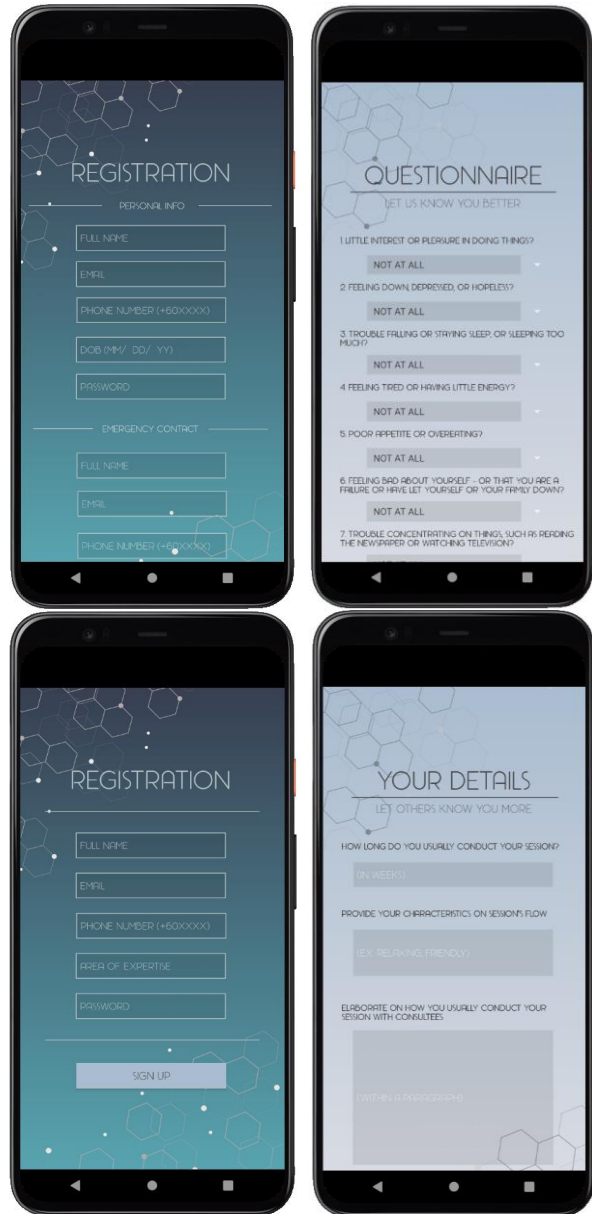 REGISTRATION
PERSONAL INFO
FULL NAME
EMAIL
PHONE NUMBER (+60XXXX)
DOB (MM/ DD/ YY)
PASSWORD
EMERGENCY CONTACT
FULL NAME
EMAIL
PHONE NUMBER (+60XXXX)
QUESTIONNAIRE
LET US KNOW YOU BETTER
1. LITTLE INTEREST OR PLEASURE IN DOING THINGS?
NOT AT ALL
2. FEELING DOWN, DEPRESSED, OR HOPELESS?
NOT AT ALL
3. TROUBLE FALLING OR STAYING SLEEP, OR SLEEPING TOO
MUCH?
NOT AT ALL
4. FEELING TIRED OR HAVING LITTLE ENERGY?
NOT AT ALL
5. POOR APPETITE OR OVEREATING?
NOT AT ALL
6. FEELING BAD ABOUT YOURSELF - OR THAT YOU ARE A
FAILURE OR HAVE LET YOURSELF OR YOUR FAMILY DOWN?
NOT AT ALL
7. TROUBLE CONCENTRATING ON THINGS, SUCH AS READING
THE NEWSPAPER OR WATCHING TELEVISION?
REGISTRATION
FULL NAME
EMAIL
PHONE NUMBER (+60XXXX)
AREA OF EXPERTISE
PASSWORD
SIGN UP
YOUR DETAILS
LET OTHERS KNOW YOU MORE
HOW LONG DO YOU USUALLY CONDUCT YOUR SESSION?
(IN WEEKS)
PROVIDE YOUR CHARACTERISTICS ON SESSION'S FLOW
(EX. RELAXING, FRIENDLY)
ELABORATE ON HOW YOU USUALLY CONDUCT YOUR
SESSION WITH CONSULTEES
(WITHIN A PARAGRAPH)